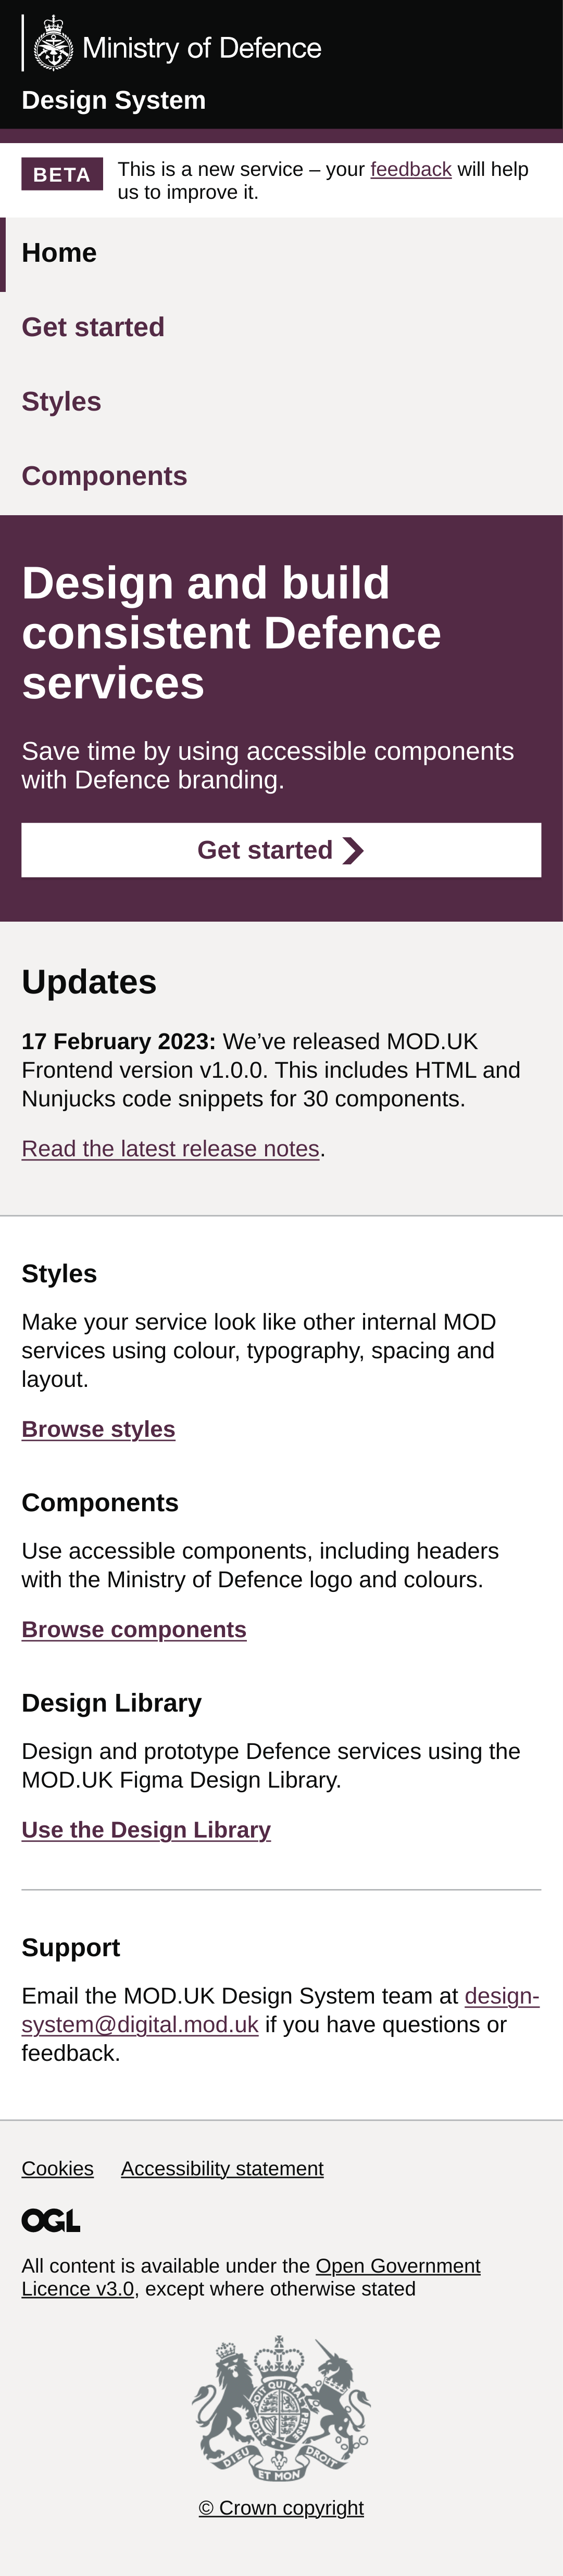 Ministry of Defence
Design System
BETA
This is a new service – your feedback will help
us to improve it.
Home
Get started
Styles
Components
Design and build
consistent Defence
services
Save time by using accessible components
with Defence branding.
Get started
Updates
17 February 2023: We’ve released MOD.UK
Frontend version v1.0.0. This includes HTML and
Nunjucks code snippets for 30 components.
Read the latest release notes.
Styles
Make your service look like other internal MOD
services using colour, typography, spacing and
layout.
Browse styles
Components
Use accessible components, including headers
with the Ministry of Defence logo and colours.
Browse components
Design Library
Design and prototype Defence services using the
MOD.UK Figma Design Library.
Use the Design Library
Support
Email the MOD.UK Design System team at design-
system@digital.mod.uk if you have questions or
feedback.
Cookies Accessibility statement
OGL
All content is available under the Open Government
Licence v3.0, except where otherwise stated
DIEU ET MON DROIT
© Crown copyright